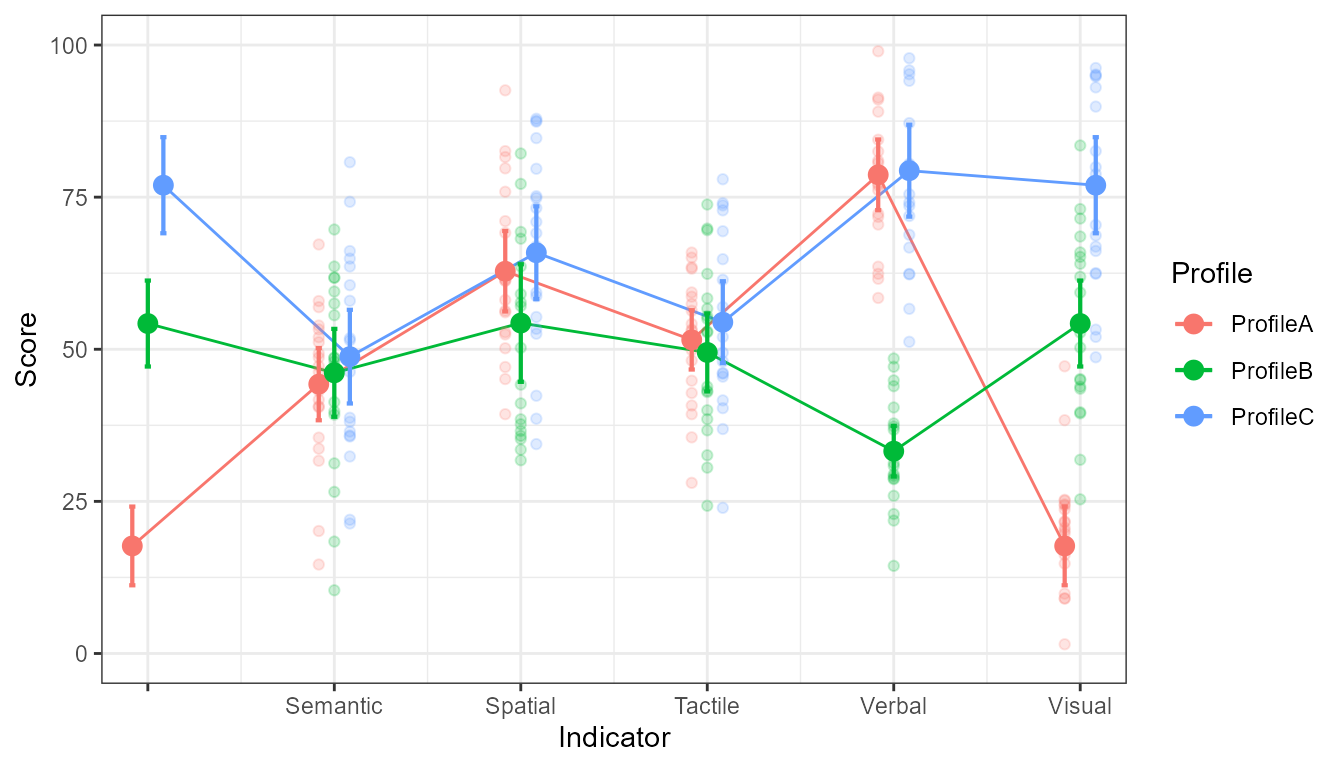 100
75
50
25
0
Score
Semantic
Spatial
Tactile
Verbal
Visual
Indicator
Profile
ProfileA
ProfileB
ProfileC